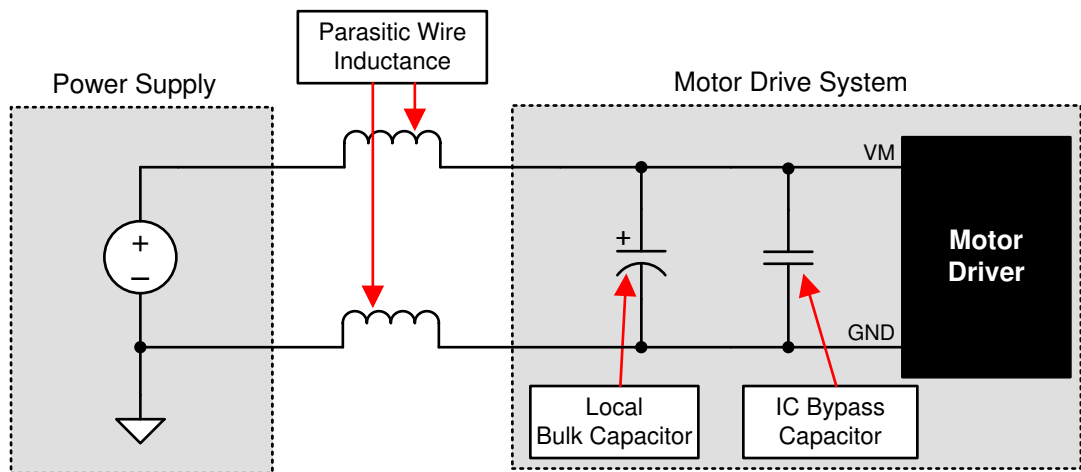 Parasitic Wire
Inductance
Power Supply
Motor Drive System
VM
+
–
+
Motor
Driver
GND
Local
Bulk Capacitor
IC Bypass
Capacitor